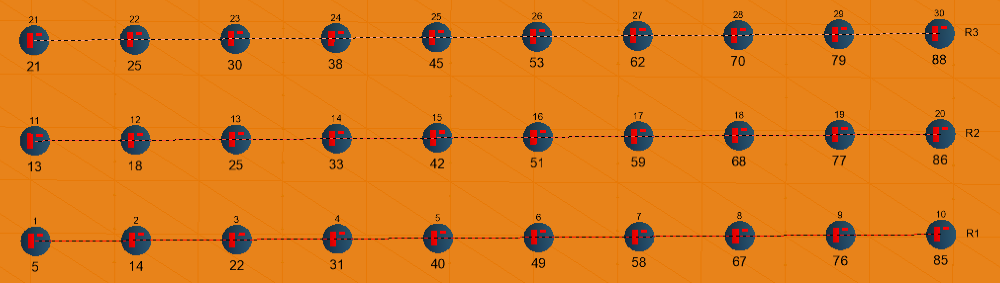 21 22 23 24 25 26 27 28 29 30
R3
21 25 30 38 45 53 62 70 79 88
11 12 13 14 15 16 17 18 19 20
R2
13 18 25 33 42 51 59 68 77 86
1 2 3 4 5 6 7 8 9 10
R1
5 14 22 31 40 49 58 67 76 85